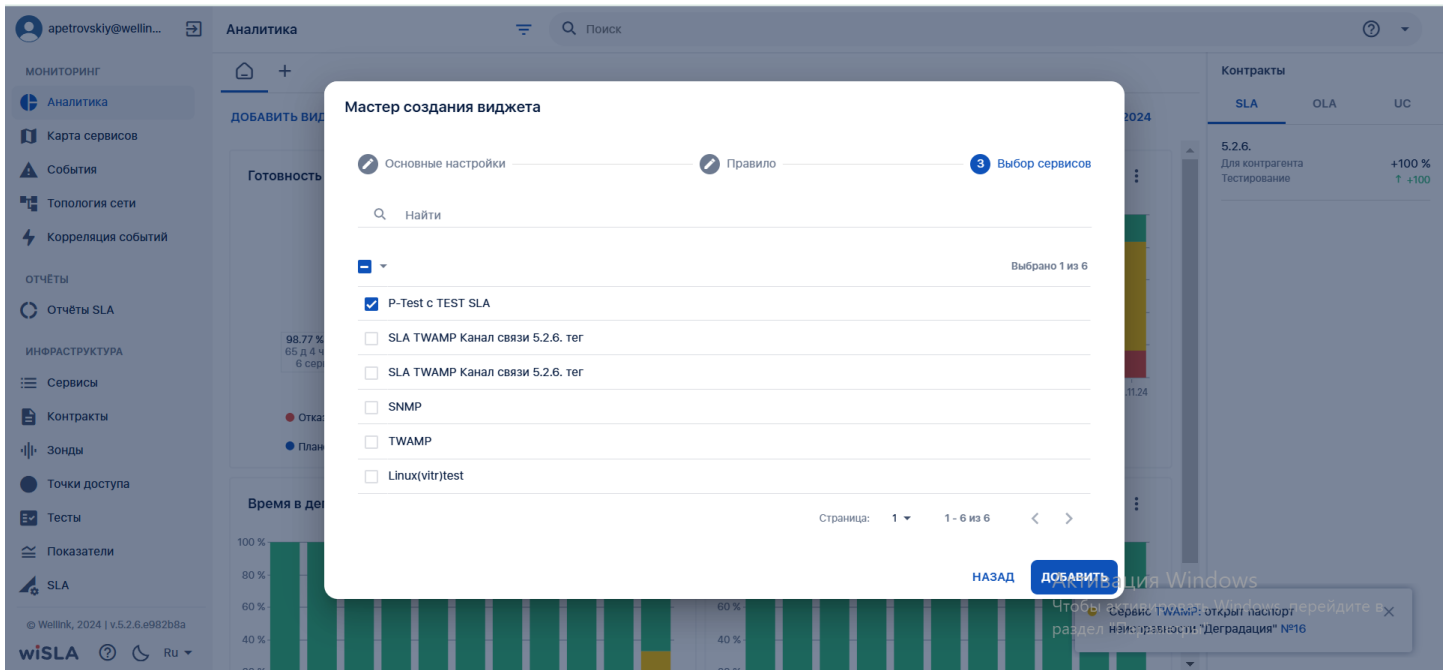 apetrovskiy@wellin...
Аналитика
Поиск
МОНИТОРИНГ
Аналитика
Карта сервисов
События
Топология сети
Корреляция событий
ОТЧЁТЫ
Отчёты SLA
ИНФРАСТРУКТУРА
Сервисы
Контракты
Зонды
Точки доступа
Тесты
Показатели
SLA
© Wellink, 2024 | v.5.2.6.e982b8a
wiSLA
Ru
ДОБАВИТЬ ВИД
2024
Готовность
98.77 %
65 д 4 ч
6 серв
Отказ
План
11.24
Время в де
100 %
80 %
60 %
40 %
60 %
40 %
Мастер создания виджета
Основные настройки
Правило
3 Выбор сервисов
Найти
Выбрано 1 из 6
P-Test с TEST SLA
SLA TWAMP Канал связи 5.2.6. тег
SLA TWAMP Канал связи 5.2.6. тег
SNMP
TWAMP
Linux(vitr)test
Страница: 1
1 - 6 из 6
НАЗАД
ДОБАВИТЬ
Контракты
SLA OLA UC
5.2.6.
Для контрагента +100 %
Тестирование ↑ +100
Активация Windows
Чтобы активировать Windows, перейдите в
раздел "Параметры".
Сервис TWAMP: открыт паспорт
неисправности "Деградация" №16